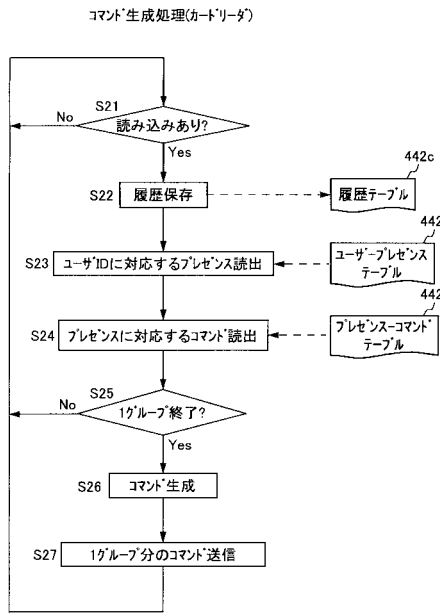 コマンド生成処理(カードリーダ)
S21
No
読み込みあり?
Yes
442c
S22
履歴保存
履歴テーブル
442
S23
ユーザIDに対応するプレゼンス読出
ユーザープレゼンス
テーブル
442
S24
プレゼンスに対応するコマンド読出
プレゼンスーコマンド
テーブル
S25
No
1グループ終了?
Yes
S26
コマンド生成
S27
1グループ分のコマンド送信